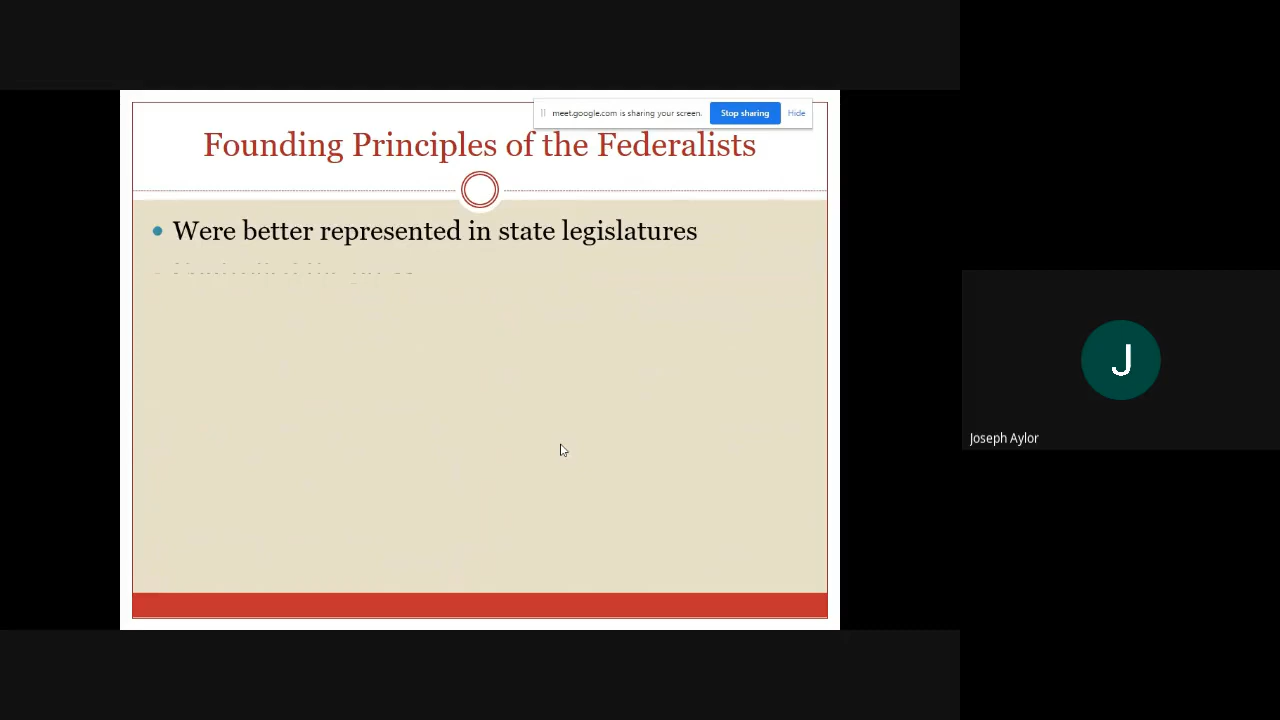 meet.google.com is sharing your screen.
Stop sharing
Hide
Founding Principles of the Federalists
Were better represented in state legislatures
J
Joseph Aylor